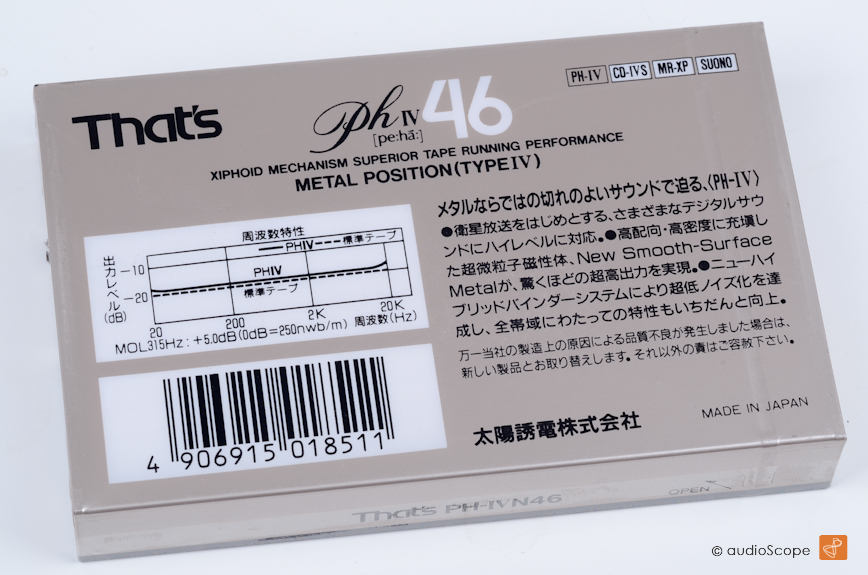 PH-IV CD-IVS MR-XP SUONO
That's
Ph IV 46
[pe:hā:]
XIPHOID MECHANISM SUPERIOR TAPE RUNNING PERFORMANCE
METAL POSITION (TYPE IV)
周波数特性
PHIV 標準テープ
出力レベル(dB)
-10
-20
PHIV
標準テープ
20 200 2K 20K
周波数(Hz)
MOL315Hz:+5.0dB(0dB=250nwb/m)
4 906915 018511
メタルならではの切れのよいサウンドで迫る、〈PH-IV〉
●衛星放送をはじめとする、さまざまなデジタルサウ
ンドにハイレベルに対応。●高配向・高密度に充塡し
た超微粒子磁性体、New Smooth-Surface
Metalが、驚くほどの超高出力を実現。●ニューハイ
ブリッドバインダーシステムにより超低ノイズ化を達
成し、全帯域にわたっての特性もいちだんと向上。
万一当社の製造上の原因による品質不良が発生しました場合は、
新しい製品とお取り替えします。それ以外の責はご容赦下さい。
太陽誘電株式会社
MADE IN JAPAN
That's PH-IVN46
OPEN
© audioScope